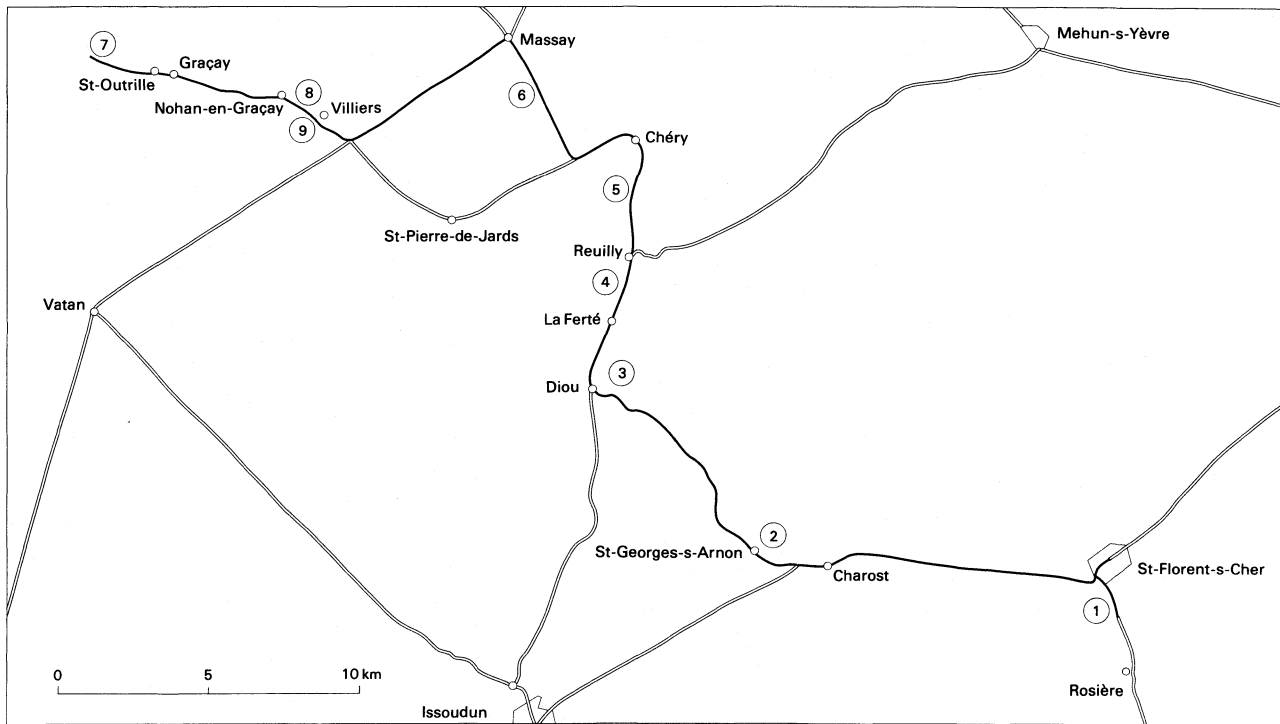 Massay
Mehun-s-Yèvre
7
Graçay
St-Outrille
8
6
Nohan-en-Graçay
Villiers
9
Chéry
5
St-Pierre-de-Jards
Reuilly
4
Vatan
La Ferté
3
Diou
2
St-Georges-s-Arnon
St-Florent-s-Cher
Charost
1
0 5 10 km
Rosière
Issoudun